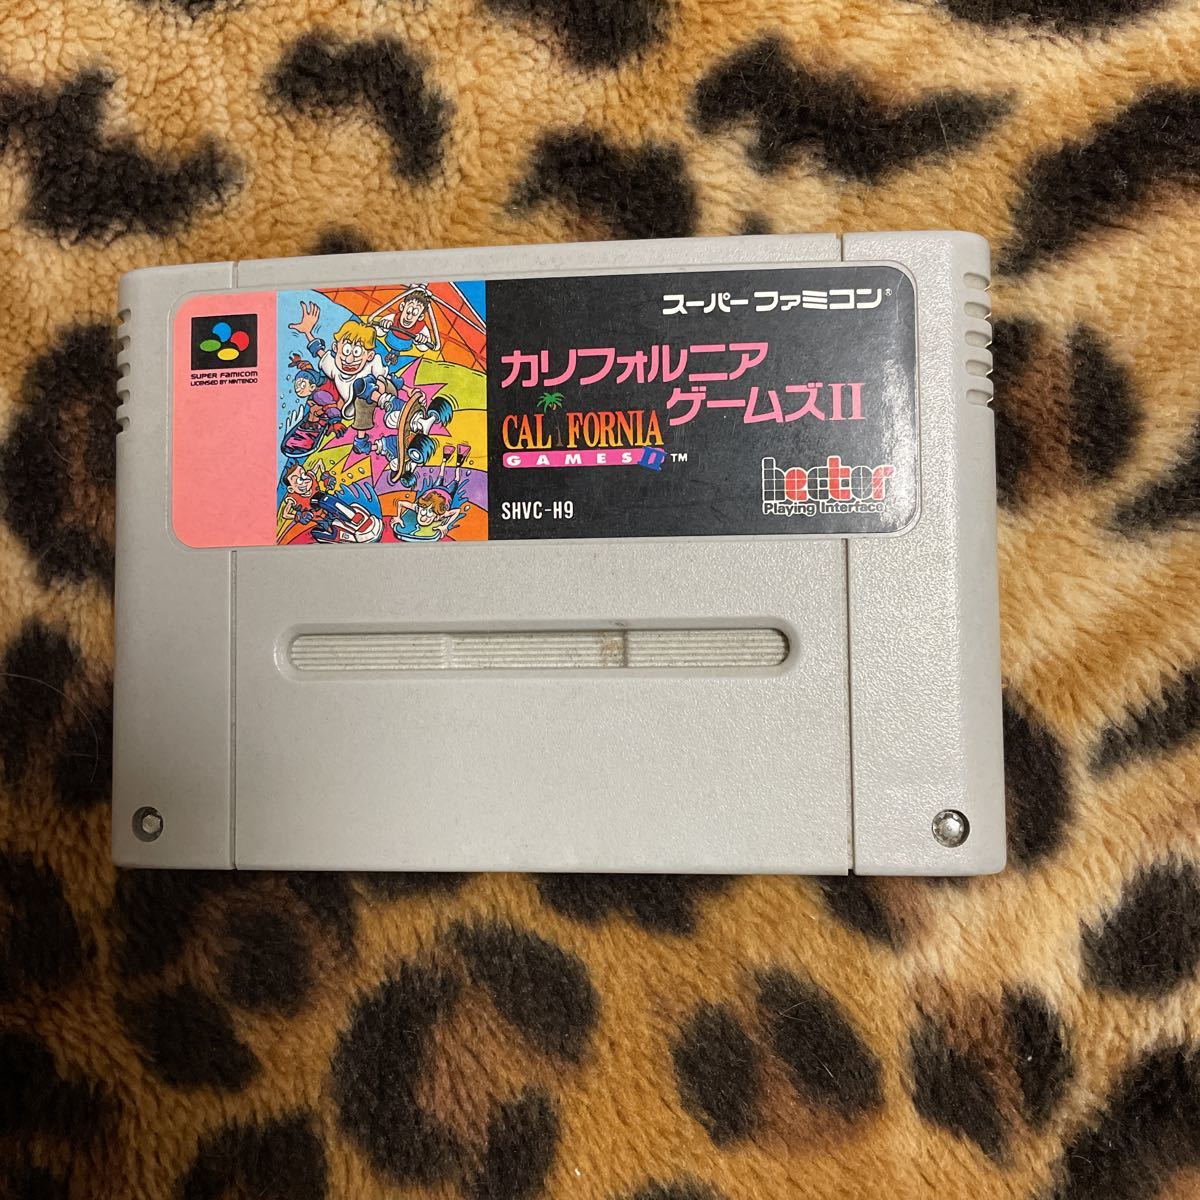 スーパーファミコン®
SUPER FAMICOM
LICENSED BY NINTENDO
カリフォルニア
ゲームズII
CALIFORNIA
GAMES II™
SHVC-H9
hector
Playing Interface